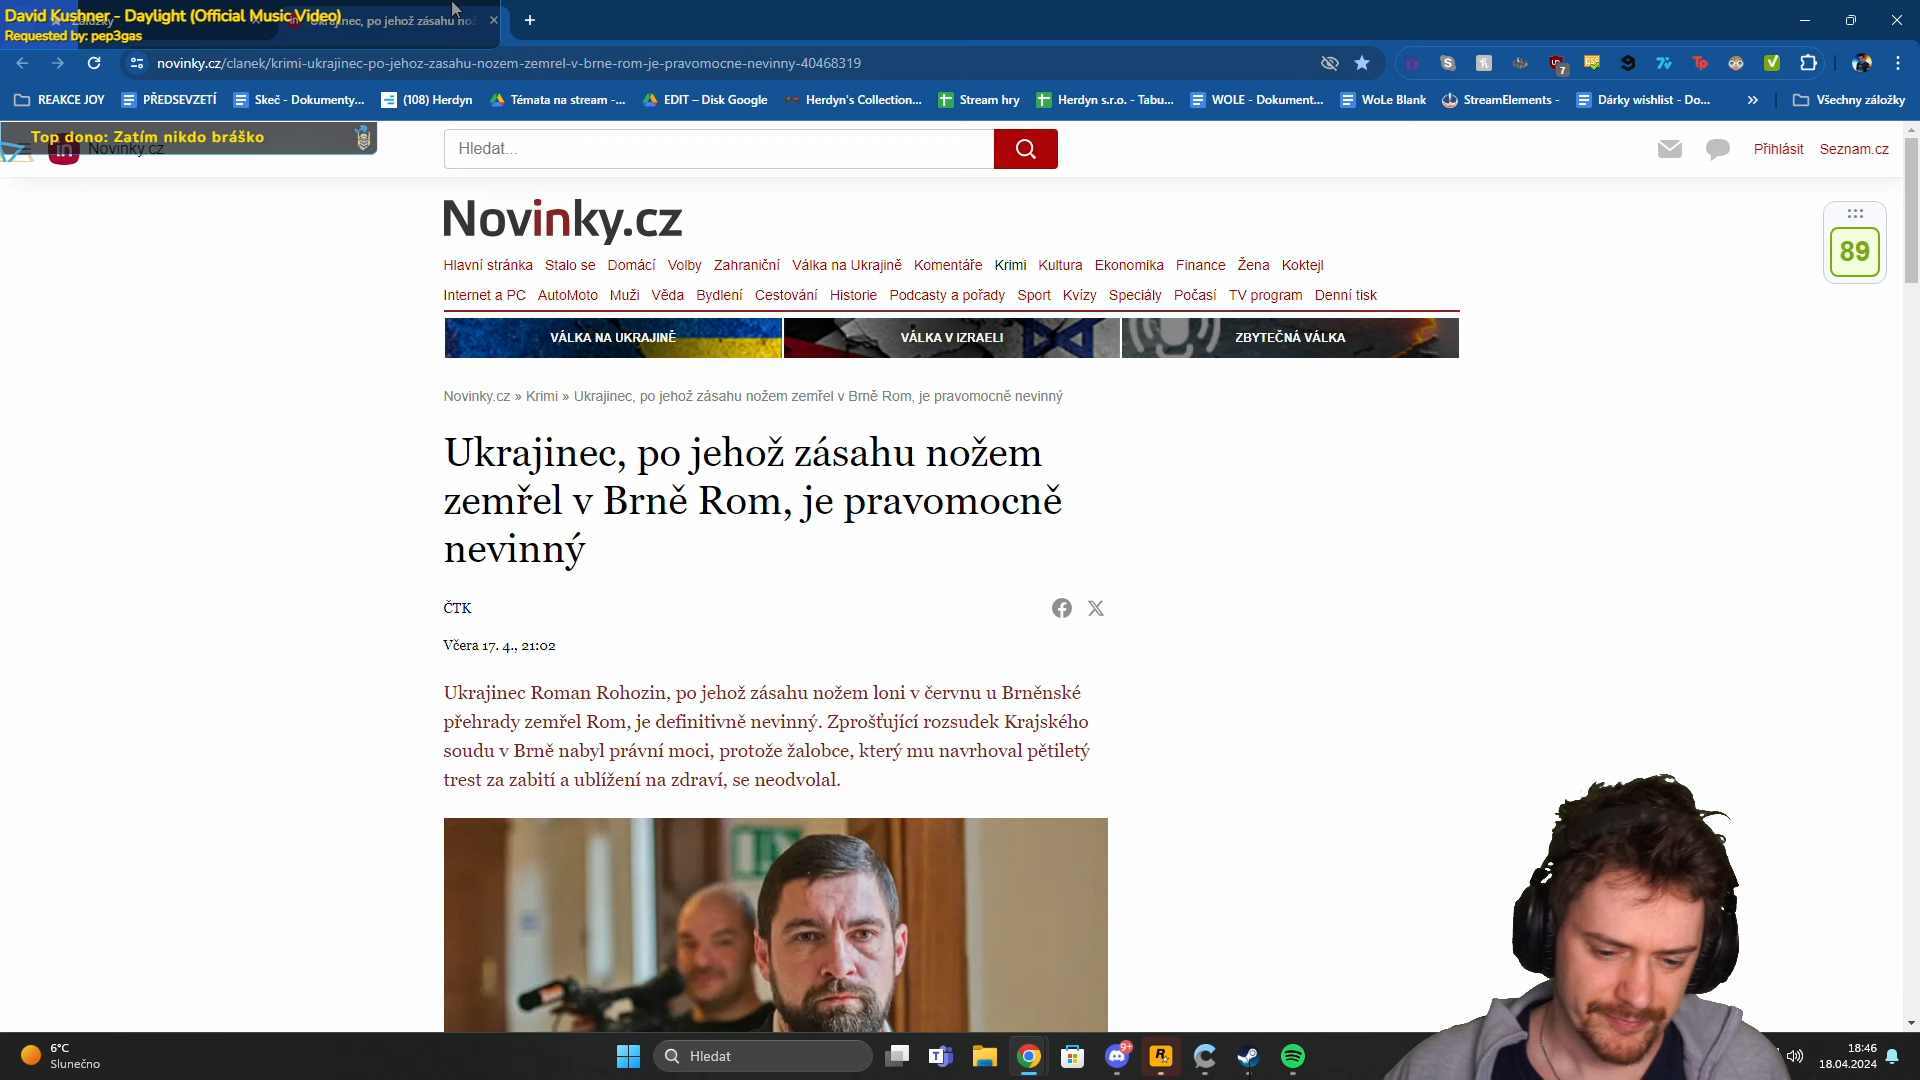 David Kushner - Daylight (Official Music Video)
Requested by: pep3gas
Ukrajinec, po jehož zásahu no
novinky.cz/clanek/krimi-ukrajinec-po-jehoz-zasahu-nozem-zemrel-v-brne-rom-je-pravomocne-nevinny-40468319
7
REAKCE JOY
PŘEDSEVZETÍ
Skeč - Dokumenty...
(108) Herdyn
Témata na stream -...
EDIT – Disk Google
Herdyn's Collection...
Stream hry
Herdyn s.r.o. - Tabu...
WOLE - Dokument...
WoLe Blank
StreamElements -
Dárky wishlist - Do...
»
Všechny záložky
Top dono: Zatím nikdo bráško
Novinky.cz
Hledat...
Přihlásit
Seznam.cz
Novinky.cz
89
Hlavní stránka Stalo se Domácí Volby Zahraniční Válka na Ukrajině Komentáře Krimi Kultura Ekonomika Finance Žena Koktejl
Internet a PC AutoMoto Muži Věda Bydlení Cestování Historie Podcasty a pořady Sport Kvízy Speciály Počasí TV program Denní tisk
VÁLKA NA UKRAJINĚ
VÁLKA V IZRAELI
ZBYTEČNÁ VÁLKA
Novinky.cz » Krimi » Ukrajinec, po jehož zásahu nožem zemřel v Brně Rom, je pravomocně nevinný
Ukrajinec, po jehož zásahu nožem
zemřel v Brně Rom, je pravomocně
nevinný
ČTK
Včera 17. 4., 21:02
Ukrajinec Roman Rohozin, po jehož zásahu nožem loni v červnu u Brněnské
přehrady zemřel Rom, je definitivně nevinný. Zprošťující rozsudek Krajského
soudu v Brně nabyl právní moci, protože žalobce, který mu navrhoval pětiletý
trest za zabití a ublížení na zdraví, se neodvolal.
6°C
Slunečno
Hledat
9+
18:46
18.04.2024